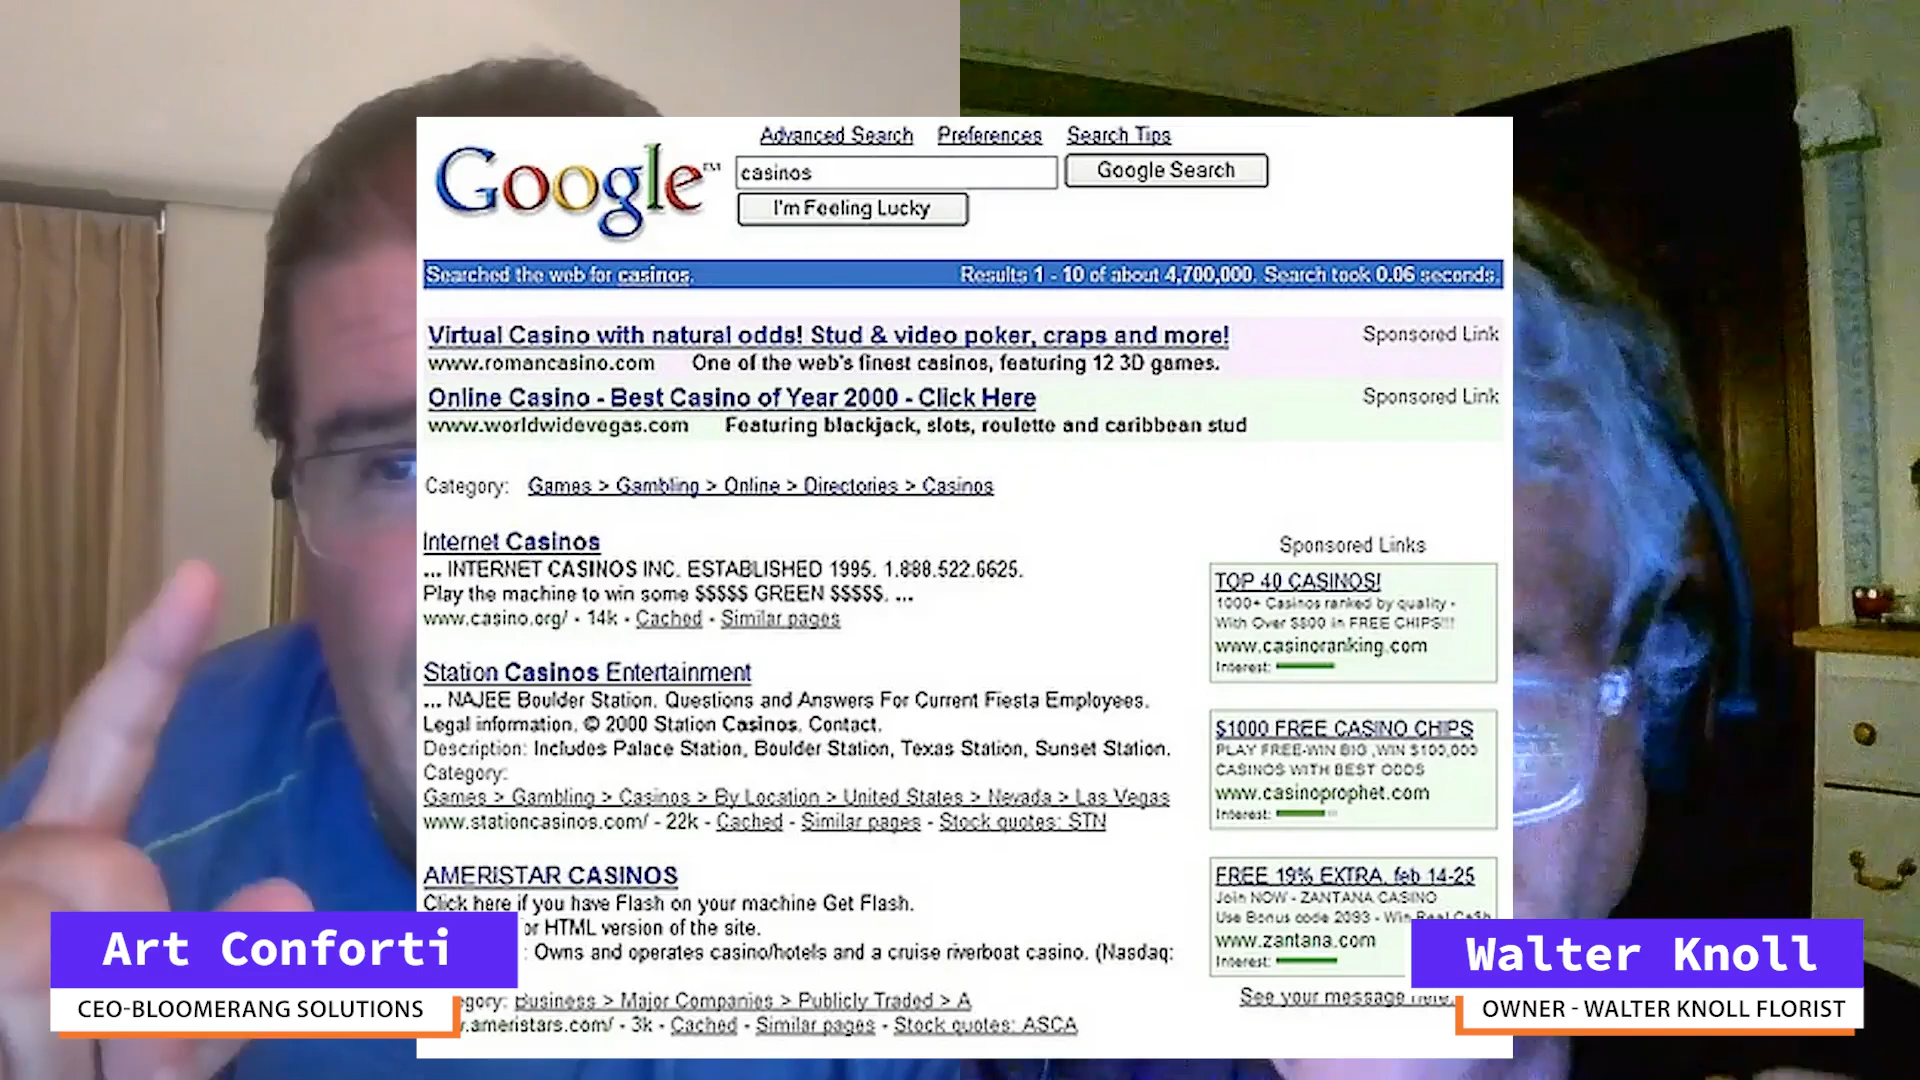 Advanced Search Preferences Search Tips
Google™
casinos
Google Search
I'm Feeling Lucky
Searched the web for casinos.
Results 1 - 10 of about 4,700,000. Search took 0.06 seconds.
Virtual Casino with natural odds! Stud & video poker, craps and more!
Sponsored Link
www.romancasino.com One of the web's finest casinos, featuring 12 3D games.
Online Casino - Best Casino of Year 2000 - Click Here
Sponsored Link
www.worldwidevegas.com Featuring blackjack, slots, roulette and caribbean stud
Category: Games > Gambling > Online > Directories > Casinos
Internet Casinos
... INTERNET CASINOS INC. ESTABLISHED 1995. 1.888.522.6625.
Play the machine to win some $$$$$ GREEN $$$$$. ...
www.casino.org/ - 14k - Cached - Similar pages
Station Casinos Entertainment
... NAJEE Boulder Station. Questions and Answers For Current Fiesta Employees.
Legal information. © 2000 Station Casinos. Contact.
Description: Includes Palace Station, Boulder Station, Texas Station, Sunset Station.
Category:
Games > Gambling > Casinos > By Location > United States > Nevada > Las Vegas
www.stationcasinos.com/ - 22k - Cached - Similar pages - Stock quotes: STN
AMERISTAR CASINOS
Click here if you have Flash on your machine Get Flash.
or HTML version of the site.
: Owns and operates casino/hotels and a cruise riverboat casino. (Nasdaq:
egory: Business > Major Companies > Publicly Traded > A
.ameristars.com/ - 3k - Cached - Similar pages - Stock quotes: ASCA
Sponsored Links
TOP 40 CASINOS!
1000+ Casinos ranked by quality -
With Over $800 in FREE CHIPS!!!
www.casinoranking.com
Interest:
$1000 FREE CASINO CHIPS
PLAY FREE-WIN BIG ,WIN $100,000
CASINOS WITH BEST ODDS
www.casinoprophet.com
Interest:
FREE 19% EXTRA, feb 14-25
Join NOW - ZANTANA CASINO
Use Bonus code 2093 - Win Real Ca$h
www.zantana.com
Interest:
See your message here
Art Conforti
CEO-BLOOMERANG SOLUTIONS
Walter Knoll
OWNER - WALTER KNOLL FLORIST